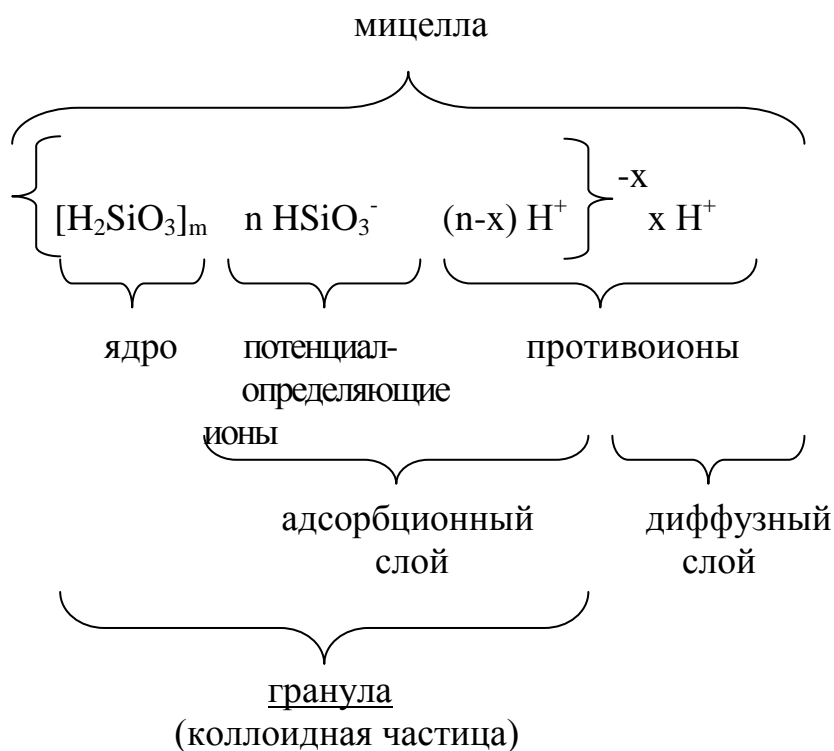 мицелла
{[H₂SiO₃]ₘ n HSiO₃⁻ (n-x) H⁺}⁻ˣ x H⁺
ядро потенциал- противоионы
определяющие
ионы
адсорбционный диффузный
слой слой
гранула
(коллоидная частица)